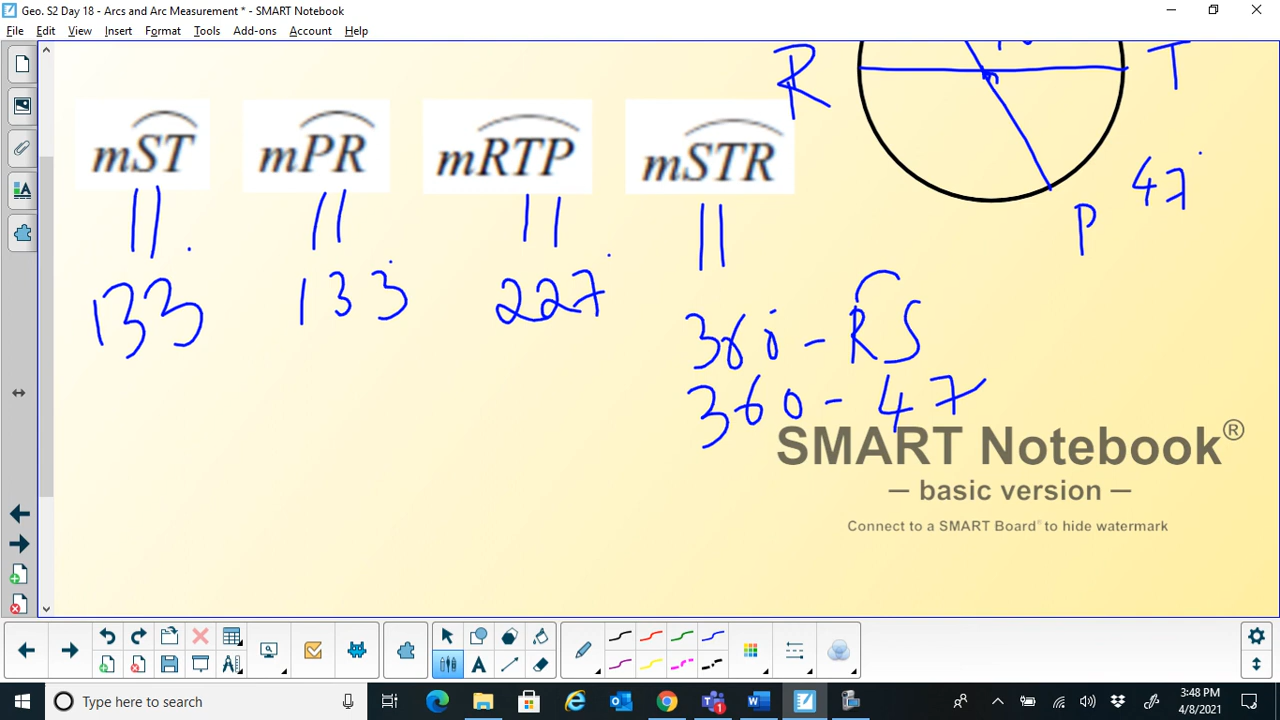 Geo. S2 Day 18 - Arcs and Arc Measurement * - SMART Notebook
File Edit View Insert Format Tools Add-ons Account Help
R T
mST mPR mRTP mSTR
47°
P
133° 133° 227°
360 - RS
360 - 47
SMART Notebook®
— basic version —
Connect to a SMART Board® to hide watermark
Type here to search
1
3:48 PM
4/8/2021